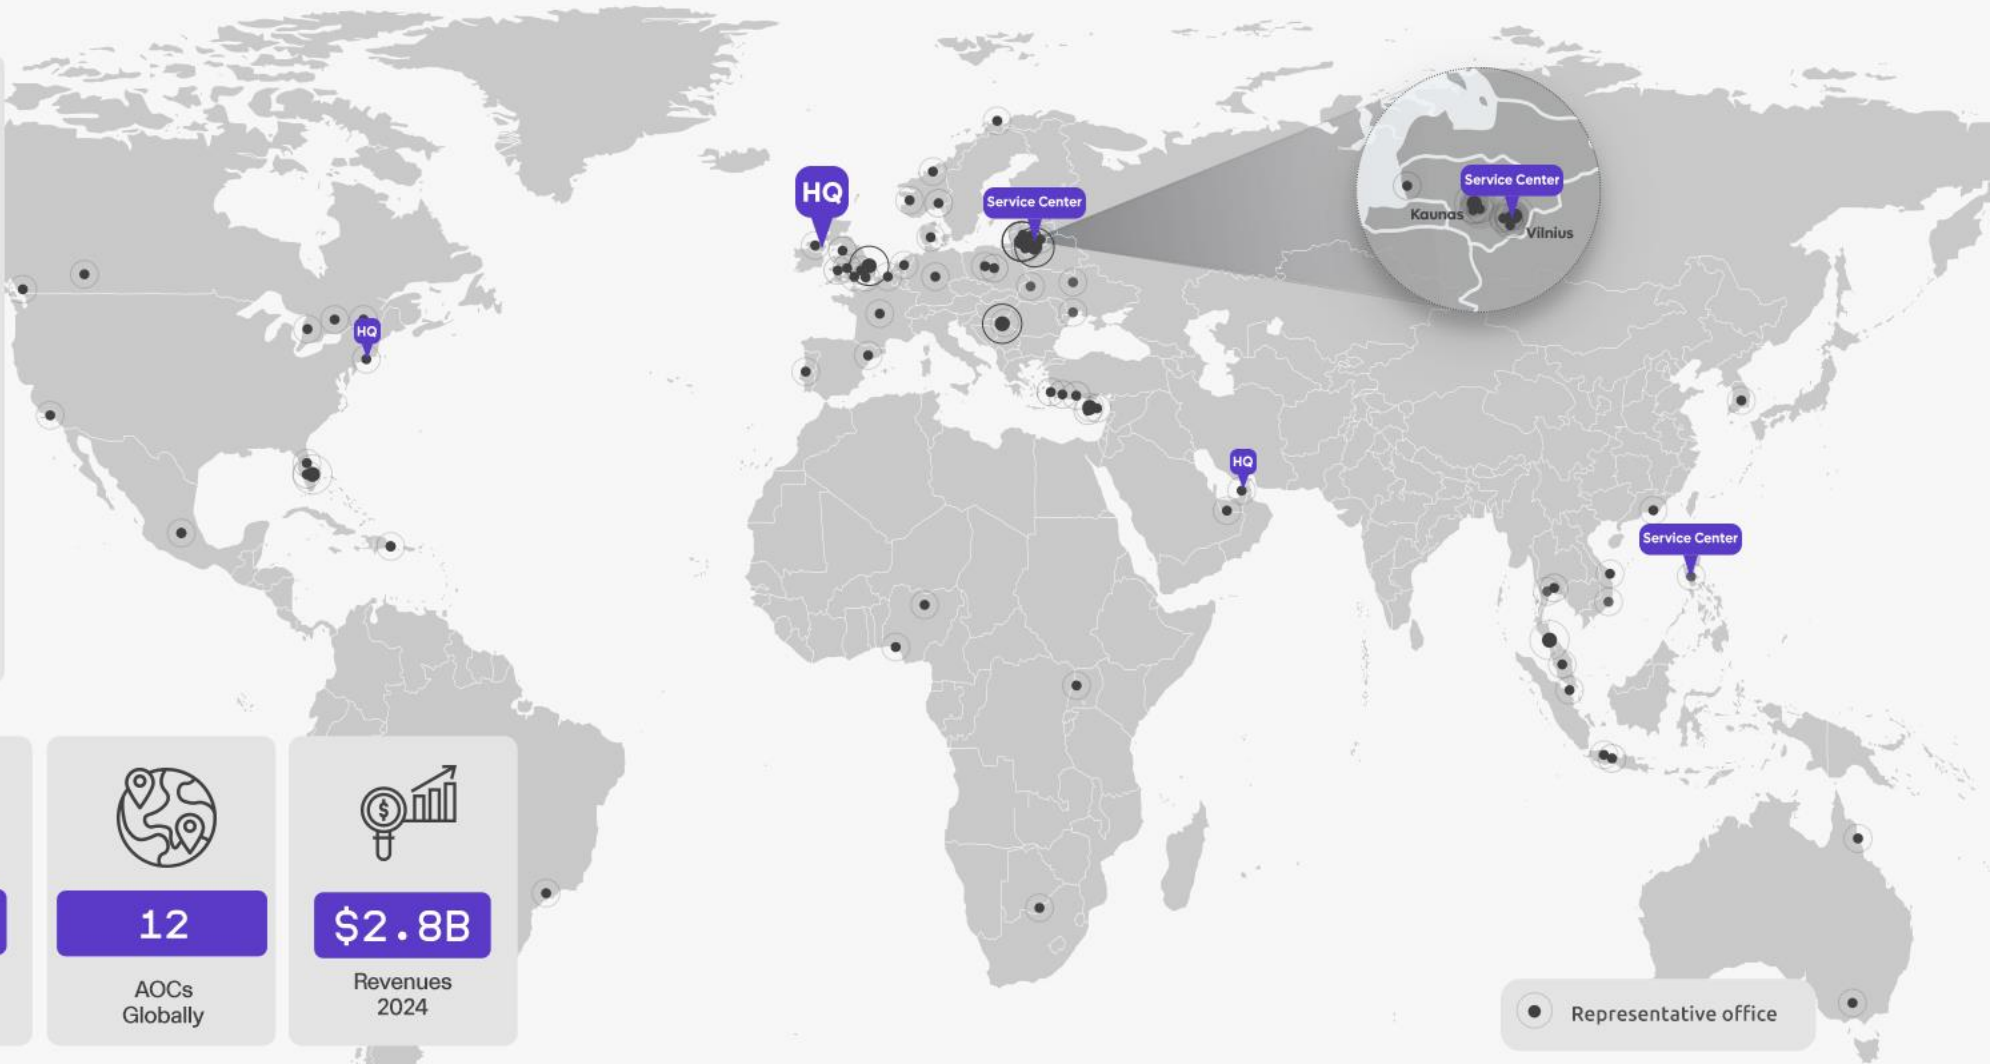 HQ
Service Center
Service Center
Kaunas
Vilnius
HQ
HQ
Service Center
12
AOCs
Globally
$2.8B
Revenues
2024
Representative office